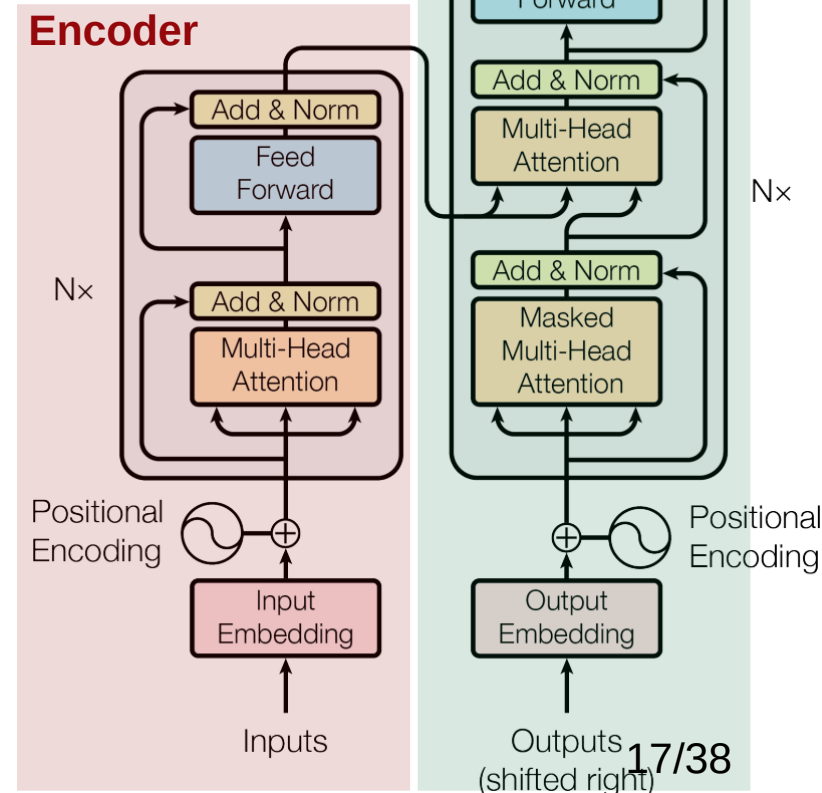 Encoder
Add & Norm
Feed
Forward
Nx
Add & Norm
Multi-Head
Attention
Positional
Encoding
Input
Embedding
Inputs
Forward
Add & Norm
Multi-Head
Attention
Nx
Add & Norm
Masked
Multi-Head
Attention
Positional
Encoding
Output
Embedding
Outputs
(shifted right)
17/38